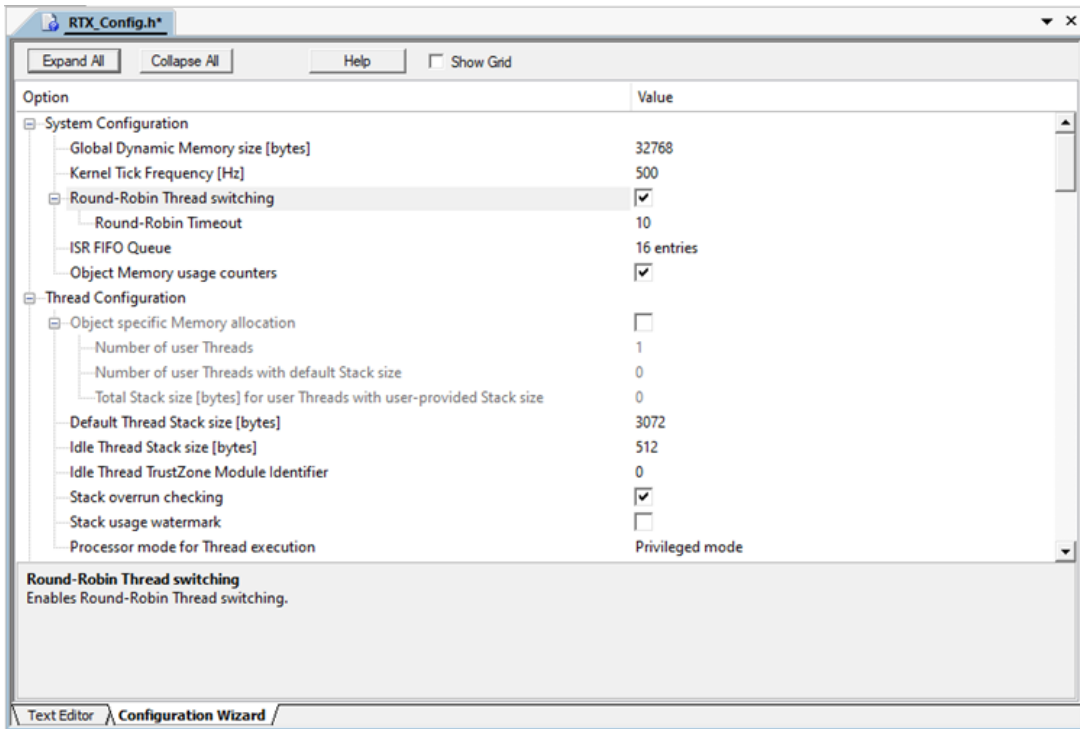 RTX_Config.h*
Expand All Collapse All Help Show Grid
Option Value
System Configuration
Global Dynamic Memory size [bytes] 32768
Kernel Tick Frequency [Hz] 500
Round-Robin Thread switching
Round-Robin Timeout 10
ISR FIFO Queue 16 entries
Object Memory usage counters
Thread Configuration
Object specific Memory allocation
Number of user Threads 1
Number of user Threads with default Stack size 0
Total Stack size [bytes] for user Threads with user-provided Stack size 0
Default Thread Stack size [bytes] 3072
Idle Thread Stack size [bytes] 512
Idle Thread TrustZone Module Identifier 0
Stack overrun checking
Stack usage watermark
Processor mode for Thread execution Privileged mode
Round-Robin Thread switching
Enables Round-Robin Thread switching.
Text Editor Configuration Wizard